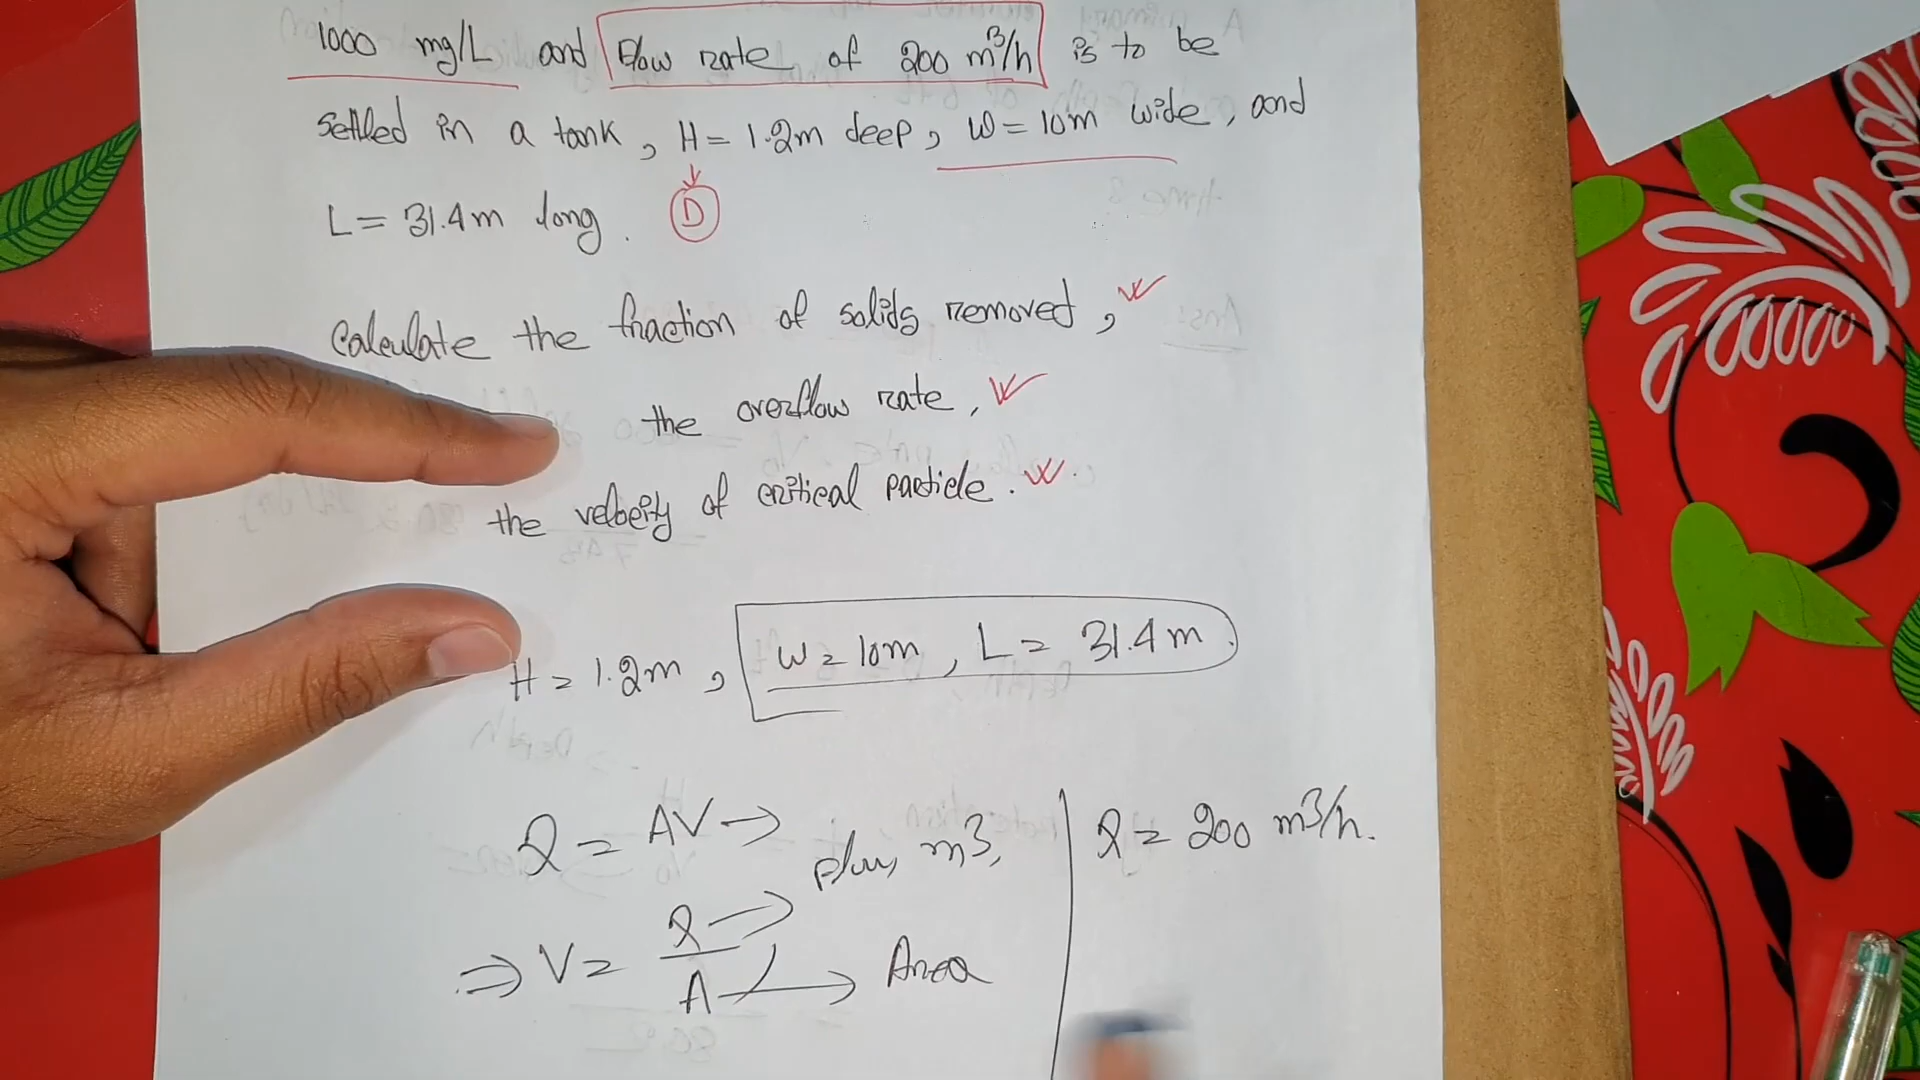 1000 mg/L and Flow rate of 200 m³/h is to be
settled in a tank, H = 1.2m deep, W = 10m wide, and
L = 31.4m long.
D
Calculate the fraction of solids removed,
the overflow rate,
the velocity of critical particle.
H = 1.2m, W = 10m, L = 31.4m.
Q = AV → flow, m3,
Q = 200 m3/h.
⇒ V = Q/A → Area